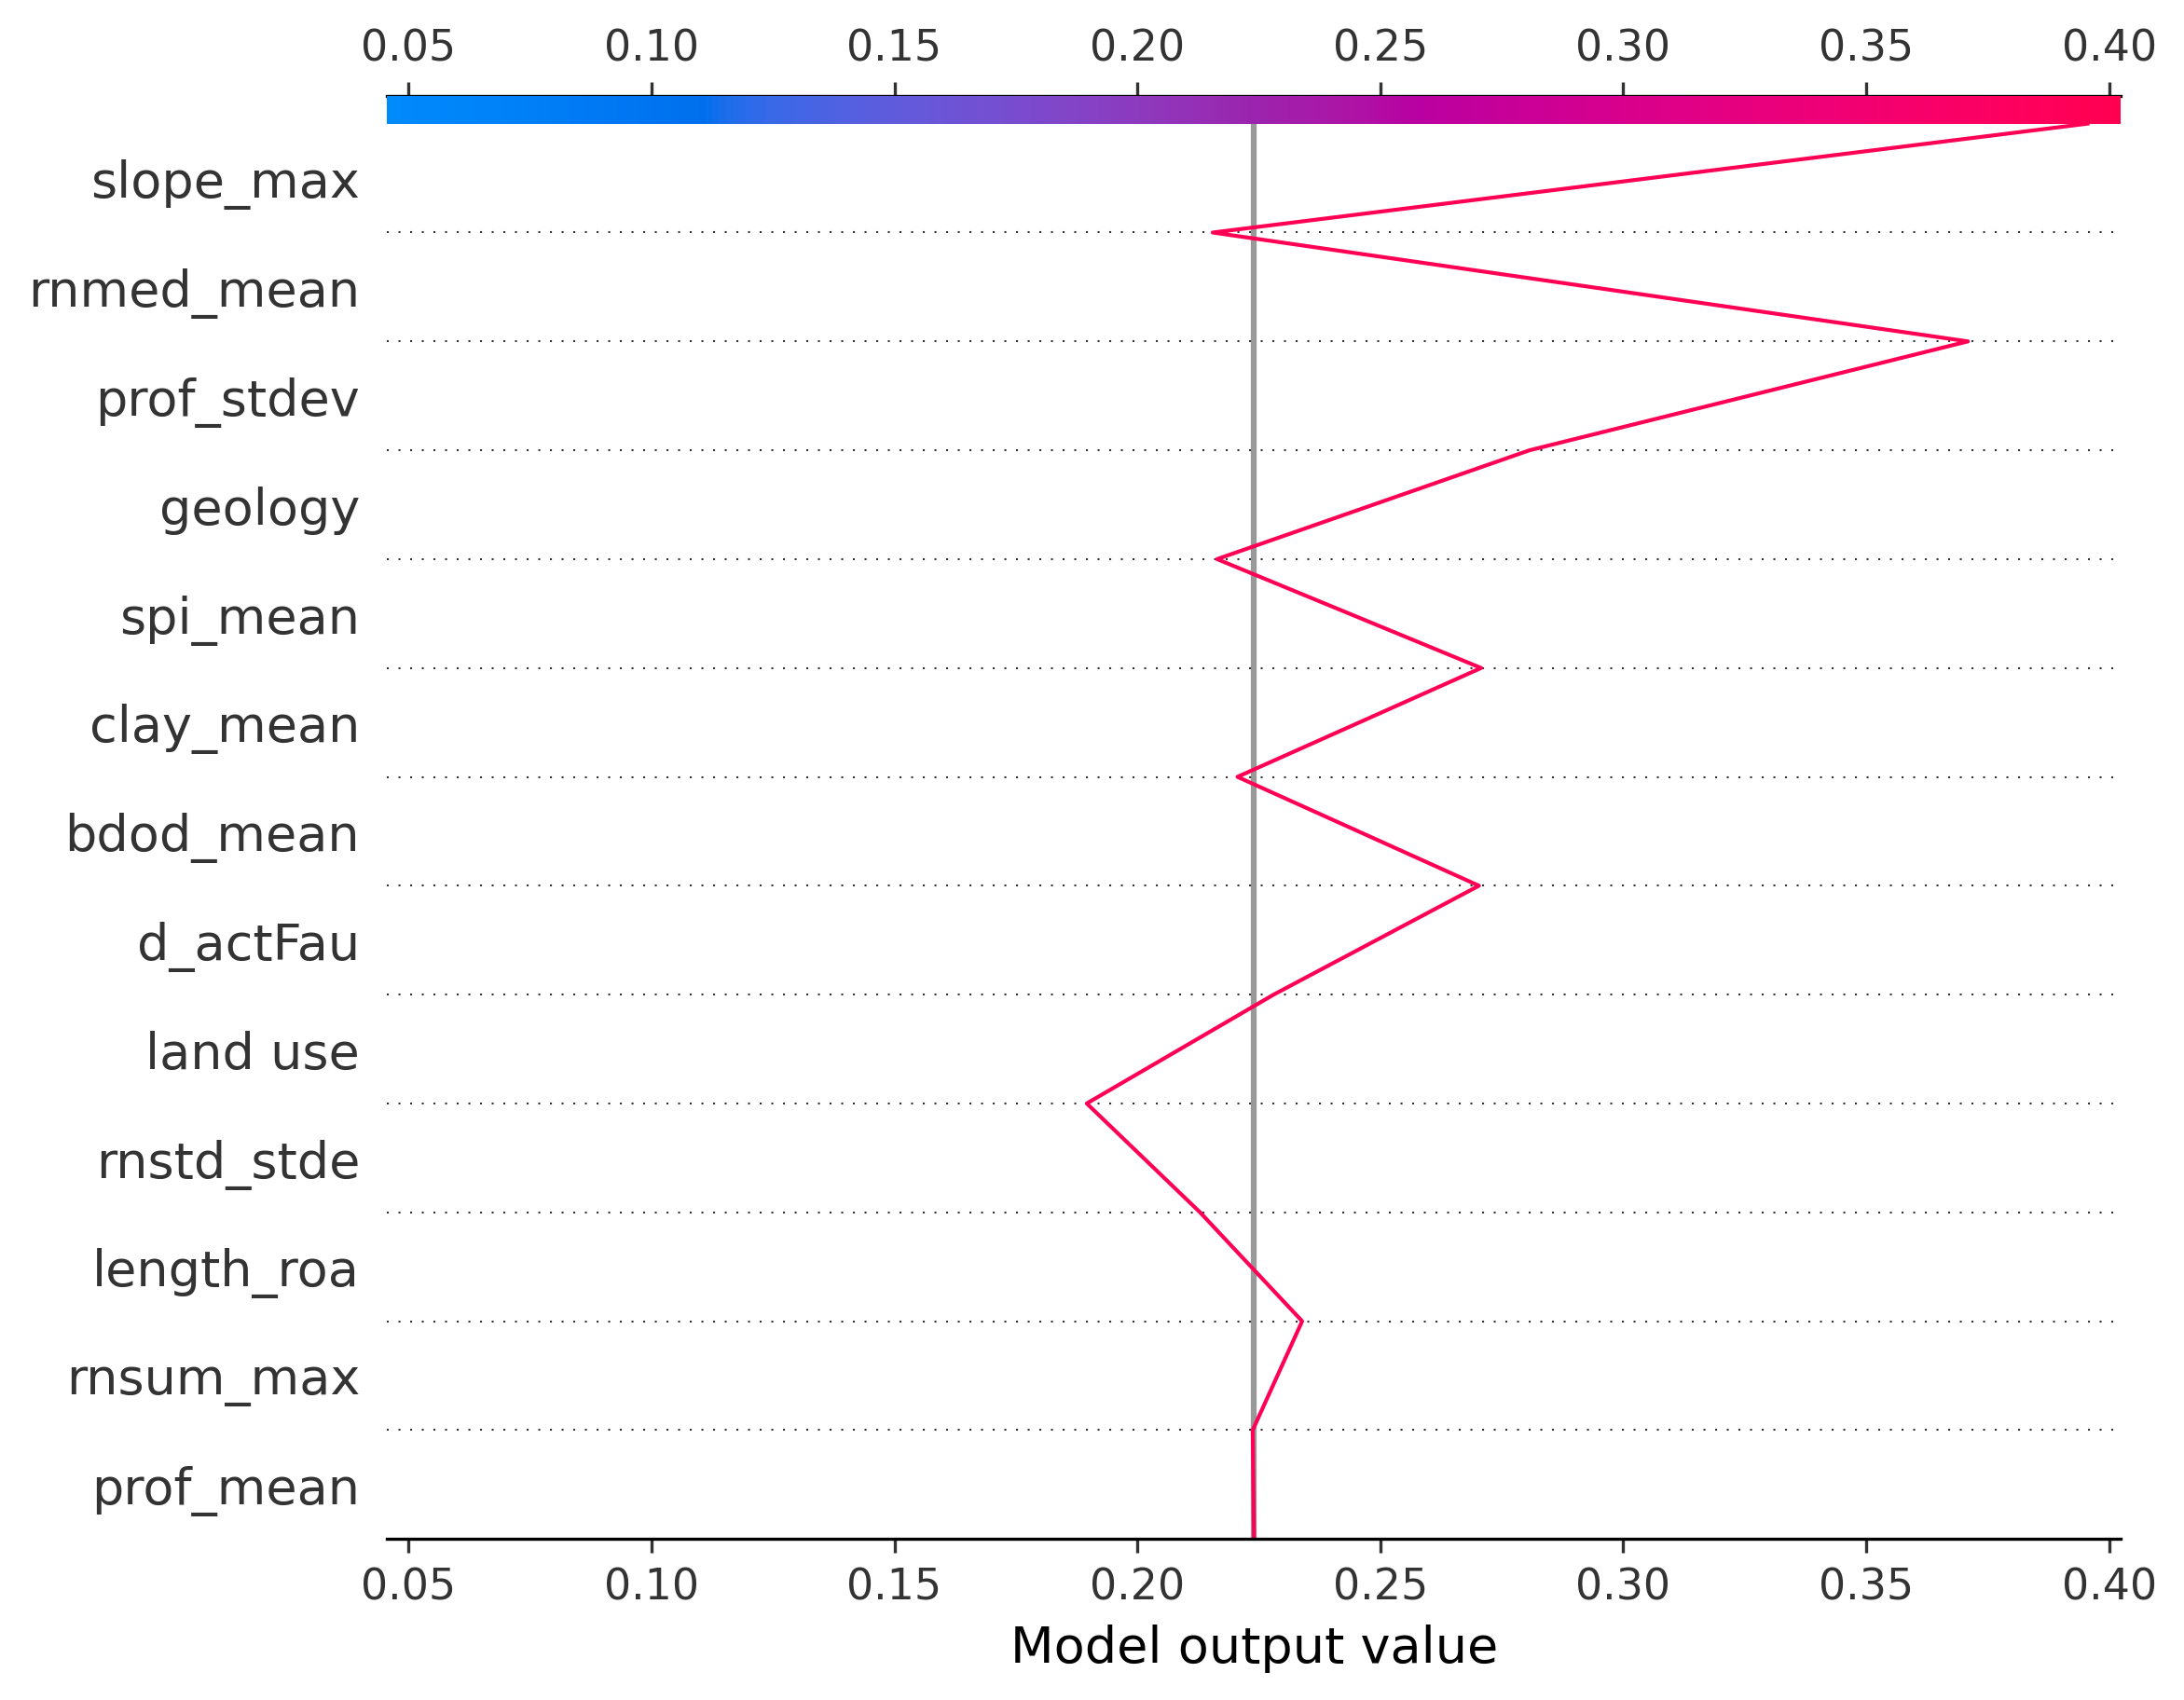 0.05 0.10 0.15 0.20 0.25 0.30 0.35 0.40
slope_max
rnmed_mean
prof_stdev
geology
spi_mean
clay_mean
bdod_mean
d_actFau
land use
rnstd_stde
length_roa
rnsum_max
prof_mean
0.05 0.10 0.15 0.20 0.25 0.30 0.35 0.40
Model output value